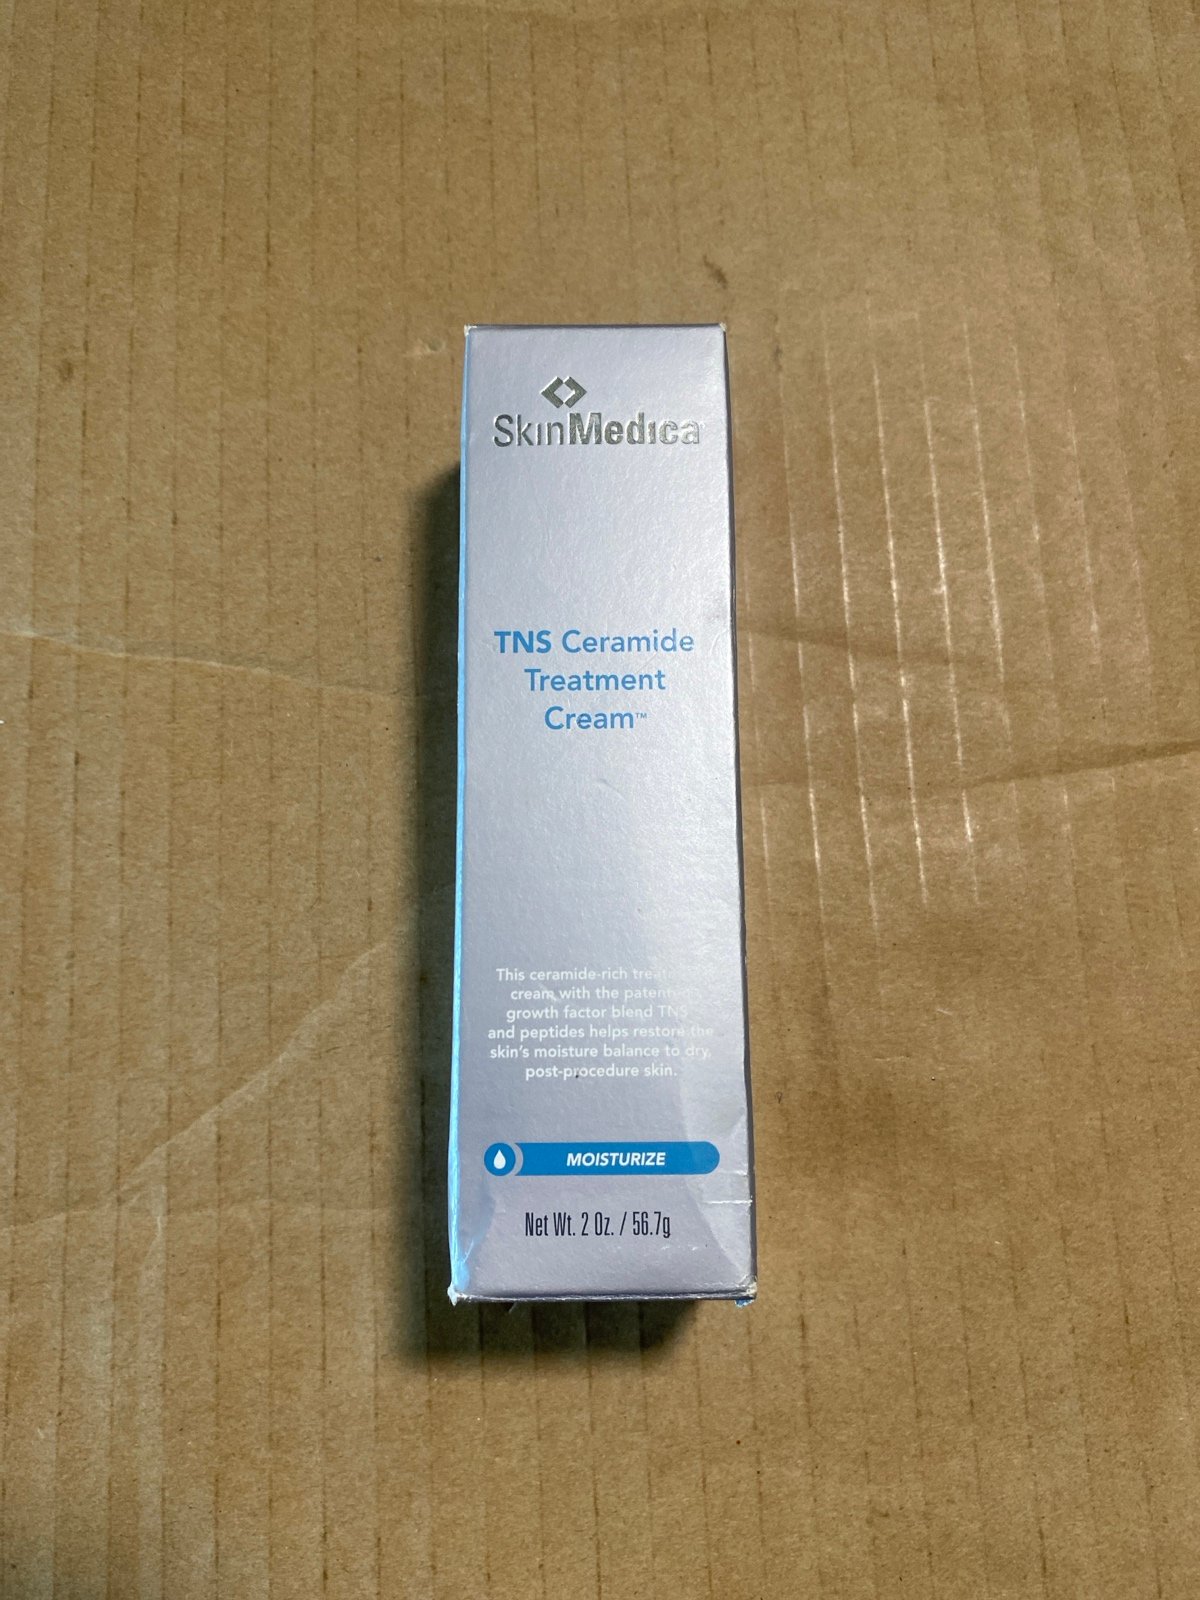 SkinMedica
TNS Ceramide
Treatment
Cream™
This ceramide-rich
cream with the
growth factor blend TNS
and peptides helps restore the
skin's moisture balance to dry,
post-procedure skin.
MOISTURIZE
Net Wt. 2 Oz. / 56.7g